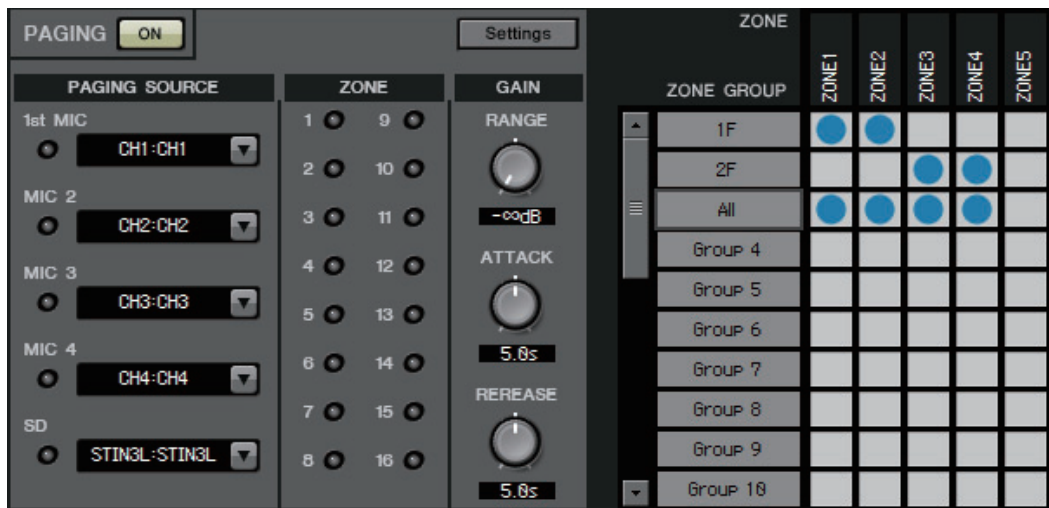 PAGING ON
Settings
PAGING SOURCE
1st MIC
CH1:CH1
MIC 2
CH2:CH2
MIC 3
CH3:CH3
MIC 4
CH4:CH4
SD
STIN3L:STIN3L
ZONE
1 9
2 10
3 11
4 12
5 13
6 14
7 15
8 16
GAIN
RANGE
-∞dB
ATTACK
5.0s
REREASE
5.0s
ZONE
ZONE GROUP
ZONE1
ZONE2
ZONE3
ZONE4
ZONE5
1F
2F
All
Group 4
Group 5
Group 6
Group 7
Group 8
Group 9
Group 10